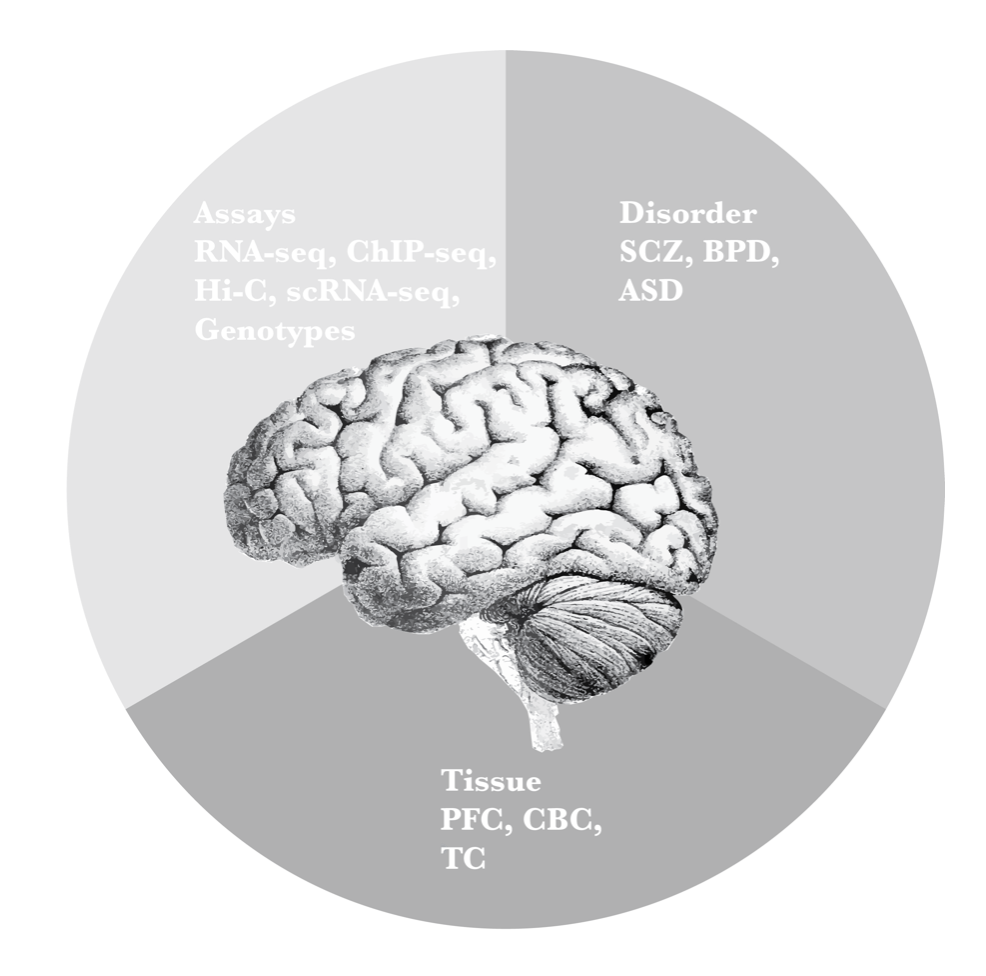 Assays
RNA-seq, ChIP-seq,
Hi-C, scRNA-seq,
Genotypes
Disorder
SCZ, BPD,
ASD
Tissue
PFC, CBC,
TC